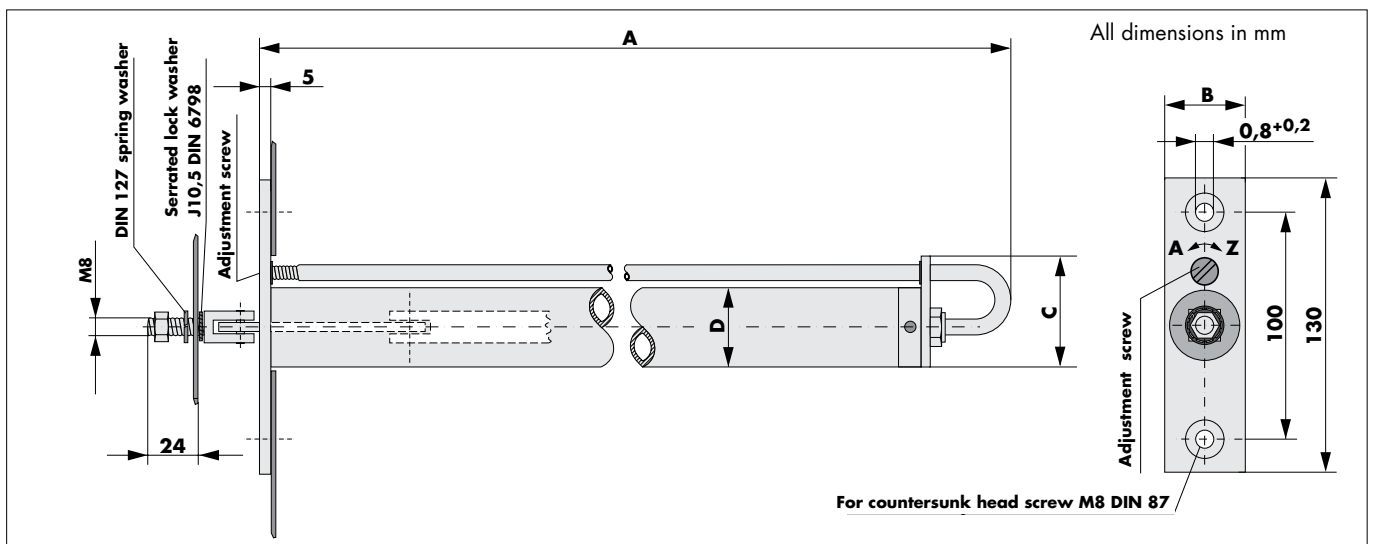 All dimensions in mm
A
5
DIN 127 spring washer
Serrated lock washer
J10,5 DIN 6798
Adjustment screw
M8
24
D
C
B
0,8+0,2
A Z
Adjustment screw
100
130
For countersunk head screw M8 DIN 87